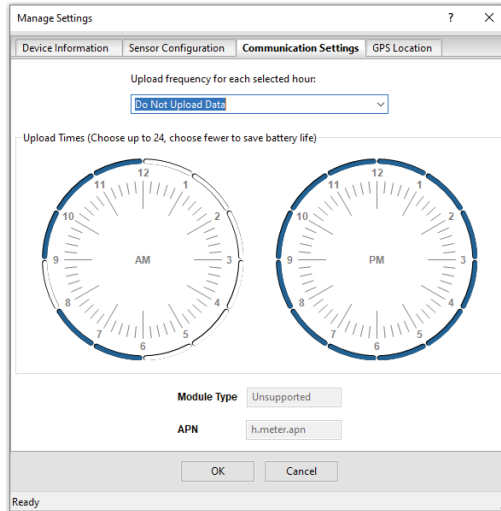 Manage Settings ? ×
Device Information Sensor Configuration Communication Settings GPS Location
Upload frequency for each selected hour:
Do Not Upload Data
Upload Times (Choose up to 24, choose fewer to save battery life)
12 1 2 3 4 5 6 7 8 9 10 11
AM
12 1 2 3 4 5 6 7 8 9 10 11
PM
Module Type Unsupported
APN h.meter.apn
OK Cancel
Ready